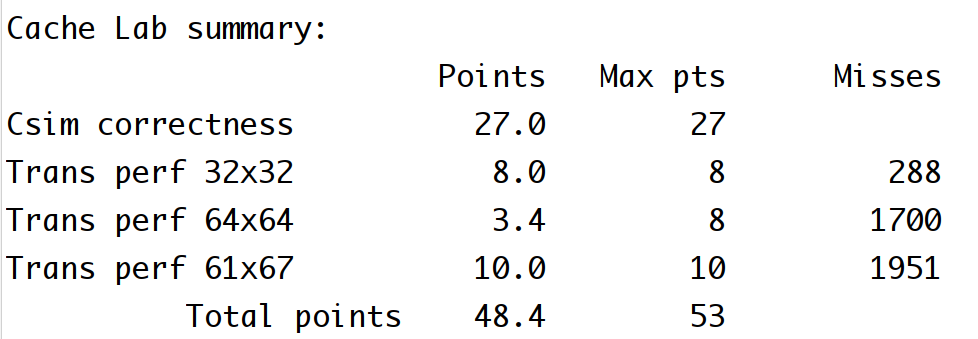 Cache Lab summary:
Points Max pts Misses
Csim correctness 27.0 27
Trans perf 32x32 8.0 8 288
Trans perf 64x64 3.4 8 1700
Trans perf 61x67 10.0 10 1951
Total points 48.4 53